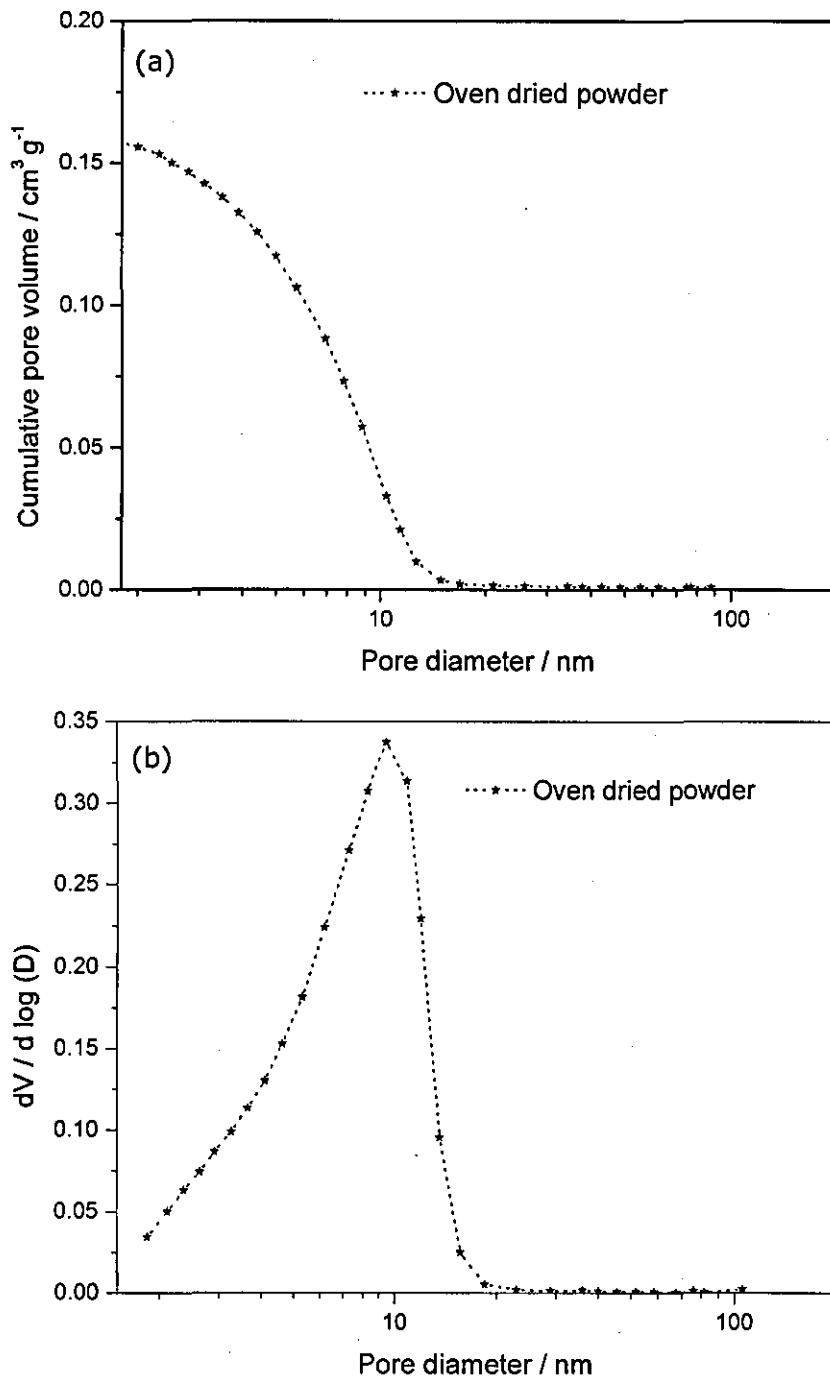 (a)
Oven dried powder
Cumulative pore volume / cm³ g⁻¹
0.20
0.15
0.10
0.05
0.00
10
100
Pore diameter / nm
(b)
Oven dried powder
dV / d log (D)
0.35
0.30
0.25
0.20
0.15
0.10
0.05
0.00
10
100
Pore diameter / nm